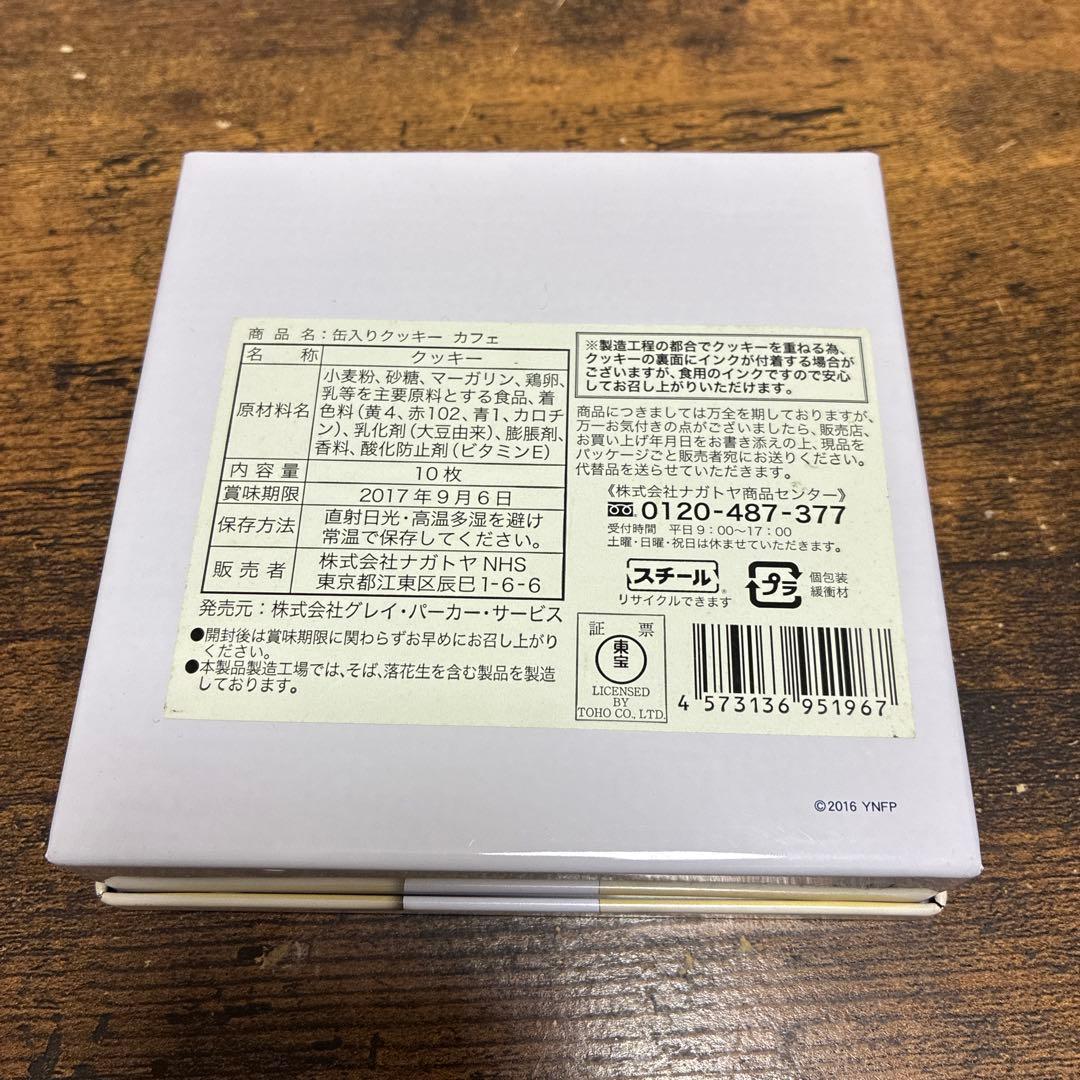 商品名：缶入りクッキー カフェ
名称 クッキー
原材料名 小麦粉、砂糖、マーガリン、鶏卵、
乳等を主要原料とする食品、着
色料(黄4、赤102、青1、カロチ
ン)、乳化剤(大豆由来)、膨脹剤、
香料、酸化防止剤(ビタミンE)
内容量 10枚
賞味期限 2017年9月6日
保存方法 直射日光・高温多湿を避け
常温で保存してください。
販売者 株式会社ナガトヤNHS
東京都江東区辰巳1-6-6
発売元：株式会社グレイ・パーカー・サービス
●開封後は賞味期限に関わらずお早めにお召し上がり
ください。
●本製品製造工場では、そば、落花生を含む製品を製造
しております。
※製造工程の都合でクッキーを重ねる為、
クッキーの裏面にインクが付着する場合が
ございますが、食用のインクですので安心
してお召し上がりいただけます。
商品につきましては万全を期しておりますが、
万一お気付きの点がございましたら、販売店、
お買い上げ年月日をお書き添えの上、現品を
パッケージごと販売者宛にお送りください。
代替品を送らせていただきます。
《株式会社ナガトヤ商品センター》
0120-487-377
受付時間 平日9：00〜17：00
土曜・日曜・祝日は休ませていただきます。
スチール
リサイクルできます
プラ
個包装
緩衝材
証票
東宝
LICENSED
BY
TOHO CO., LTD.
4 573136 951967
©2016 YNFP